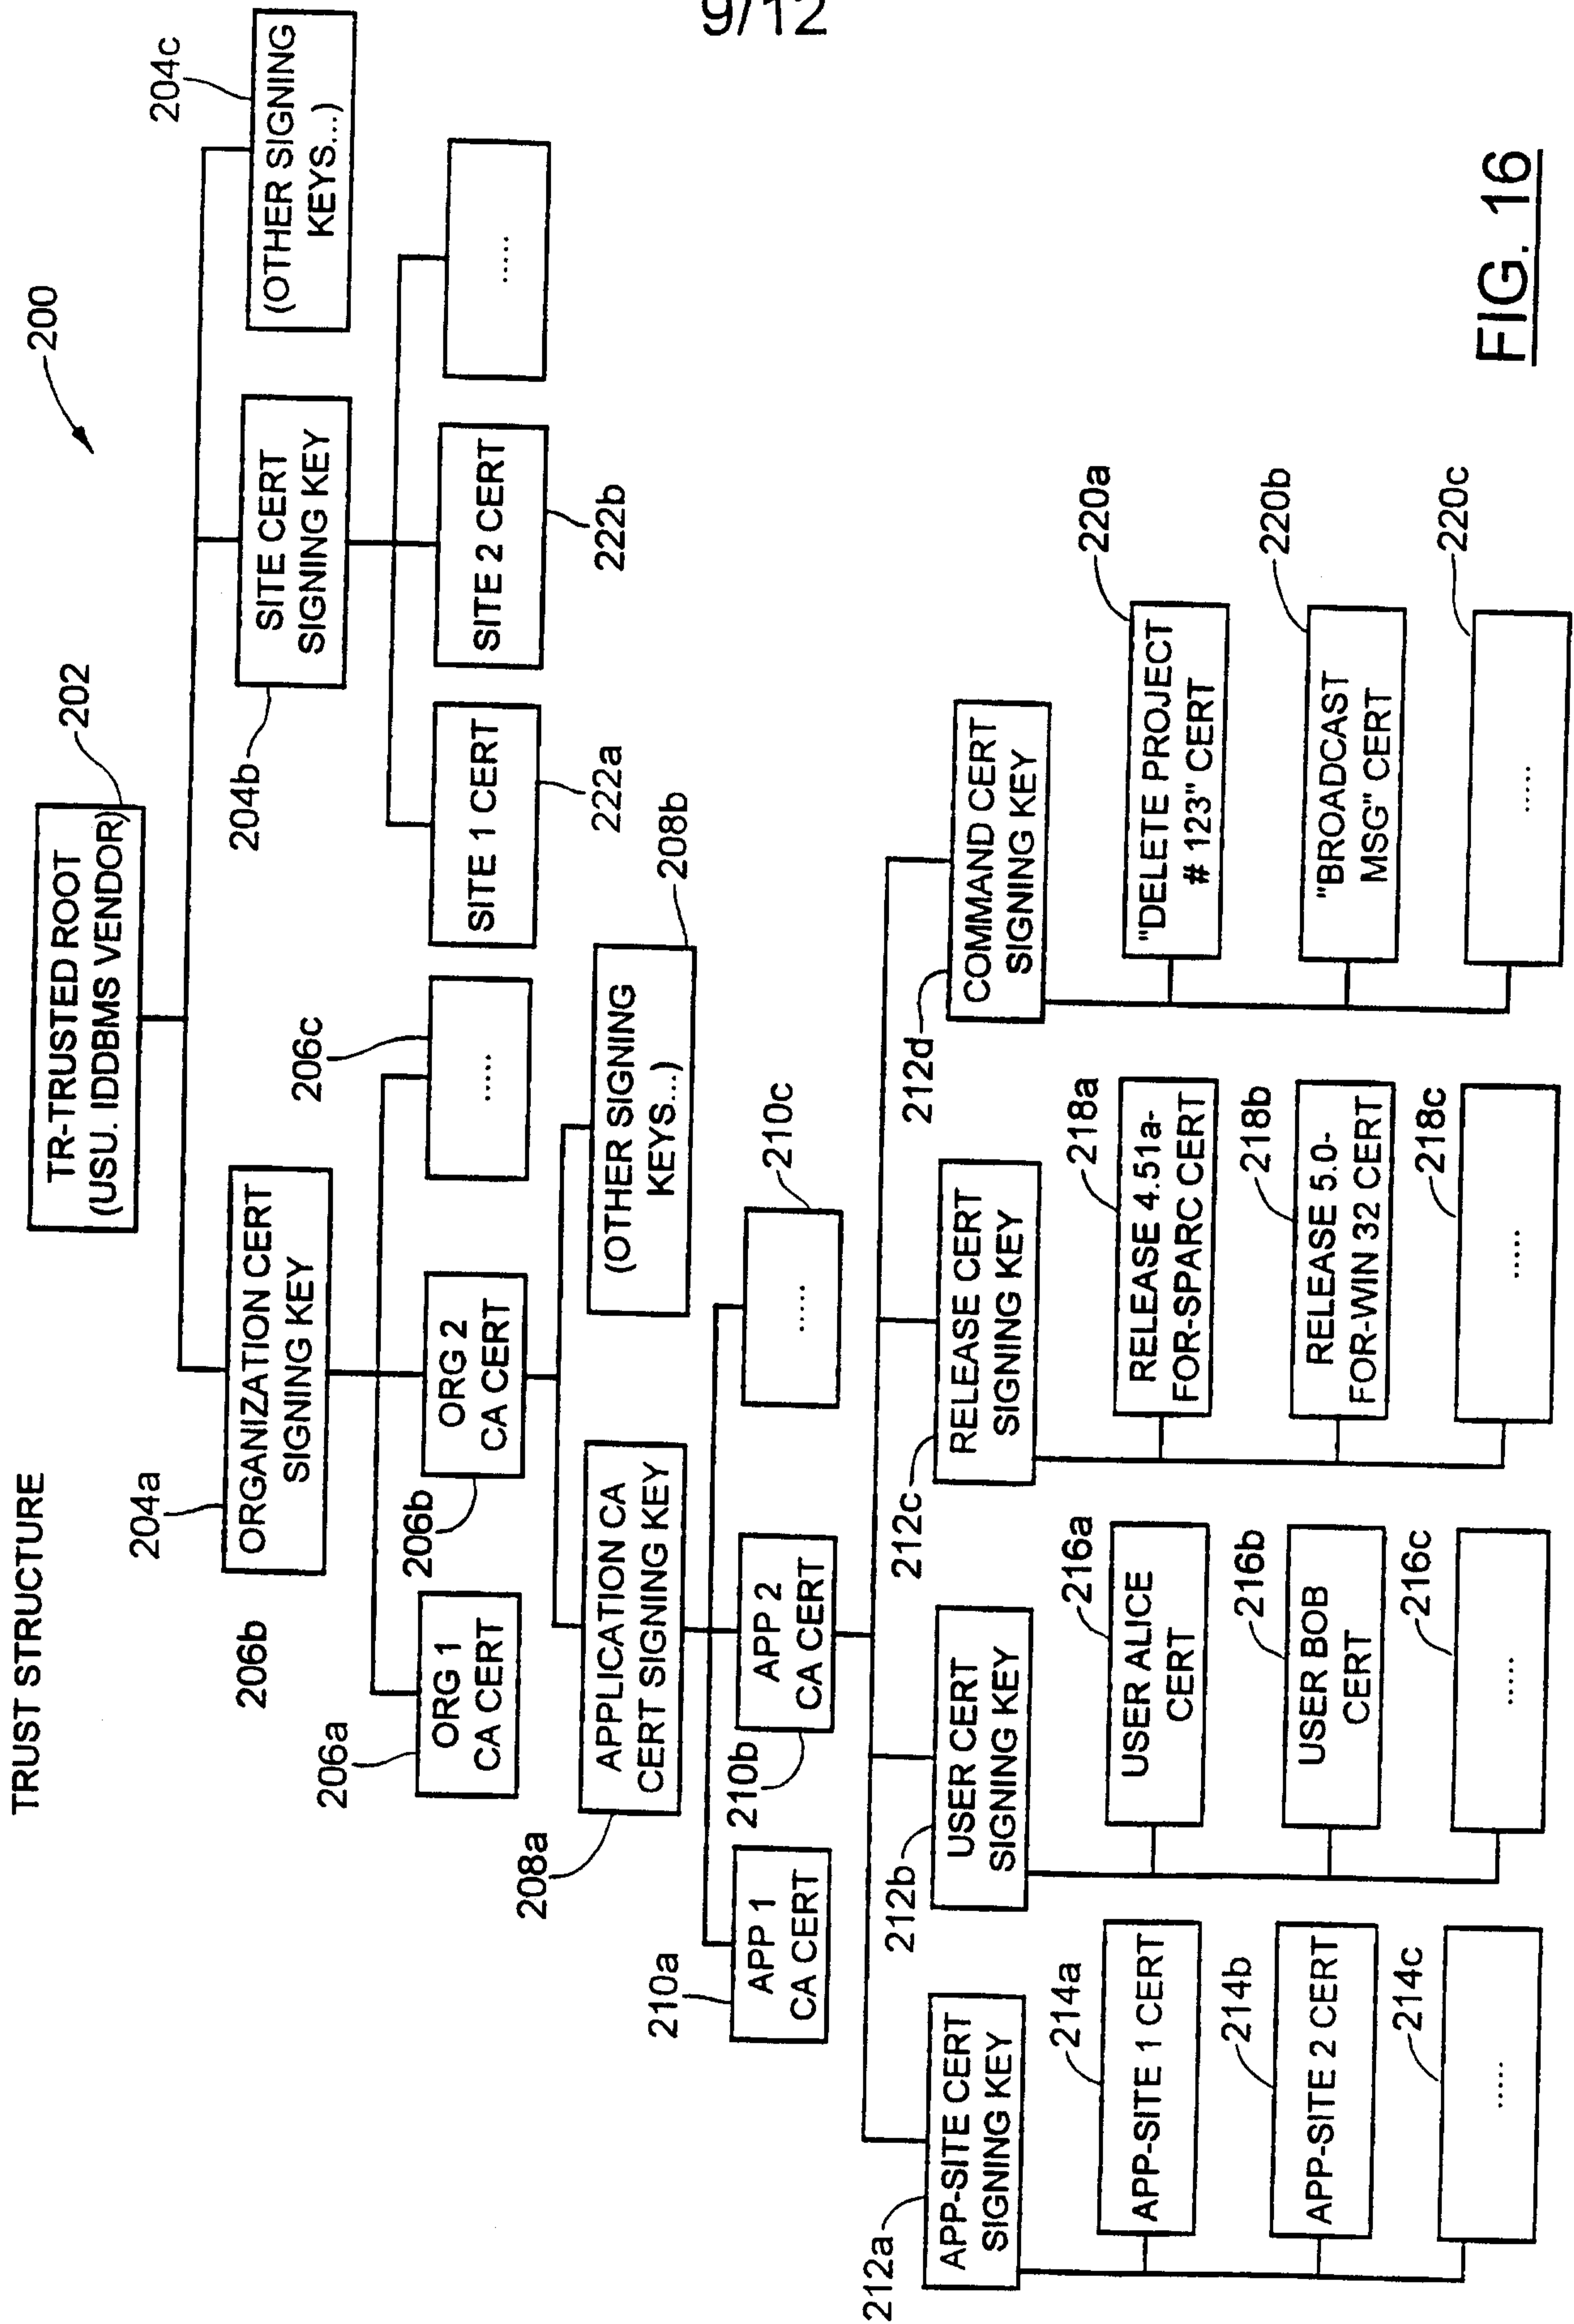 9/12
TRUST STRUCTURE
200
TR-TRUSTED ROOT
(USU. IDDBMS VENDOR)
202
204a
ORGANIZATION CERT
SIGNING KEY
204b
SITE CERT
SIGNING KEY
204c
(OTHER SIGNING
KEYS...)
206b
206a
ORG 1
CA CERT
206b
ORG 2
CA CERT
206c
.....
SITE 1 CERT
222a
SITE 2 CERT
222b
.....
208a
APPLICATION CA
CERT SIGNING KEY
(OTHER SIGNING
KEYS...)
208b
210a
APP 1
CA CERT
210b
APP 2
CA CERT
210c
.....
212a
APP-SITE CERT
SIGNING KEY
212b
USER CERT
SIGNING KEY
212c
RELEASE CERT
SIGNING KEY
212d
COMMAND CERT
SIGNING KEY
214a
APP-SITE 1 CERT
214b
APP-SITE 2 CERT
214c
.....
216a
USER ALICE
CERT
216b
USER BOB
CERT
216c
.....
218a
RELEASE 4.51a-
FOR-SPARC CERT
218b
RELEASE 5.0-
FOR-WIN 32 CERT
218c
.....
220a
"DELETE PROJECT
# 123" CERT
220b
"BROADCAST
MSG" CERT
220c
.....
FIG. 16